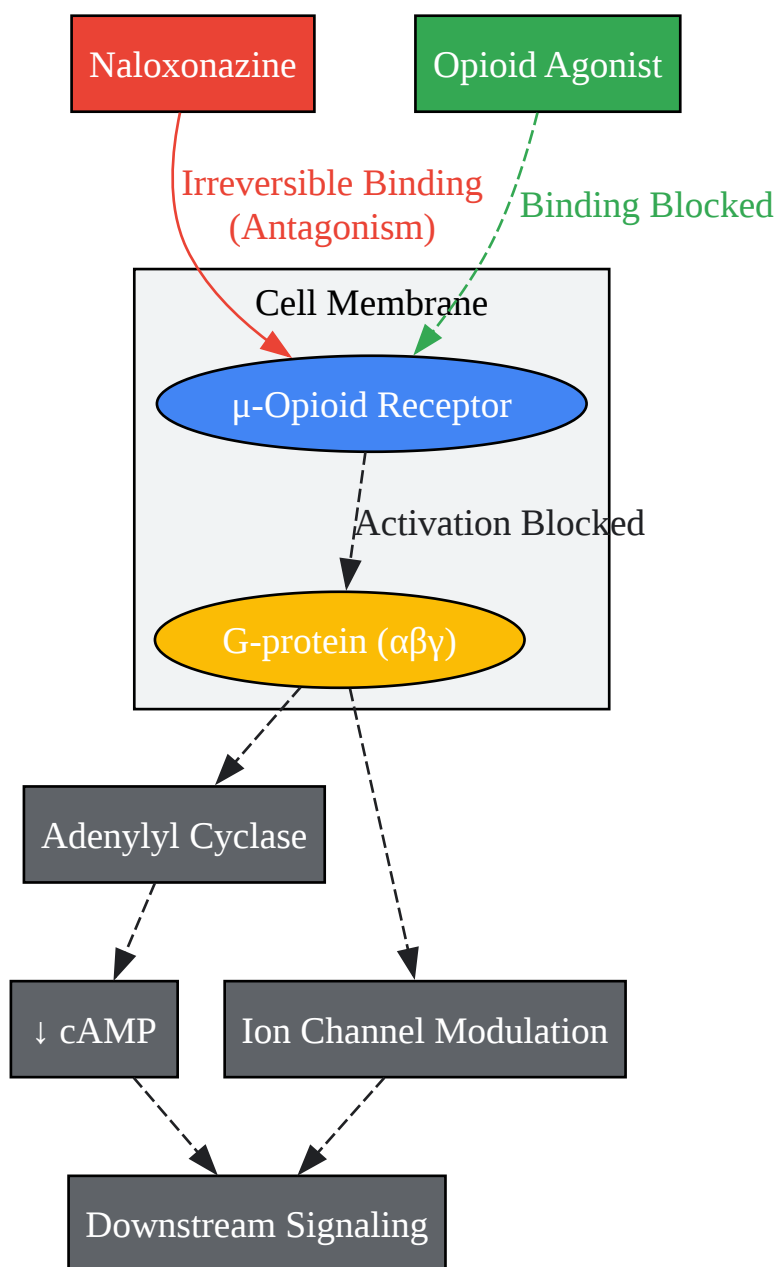 Naloxonazine
Opioid Agonist
Irreversible Binding
(Antagonism)
Binding Blocked
Cell Membrane
μ-Opioid Receptor
Activation Blocked
G-protein (αβγ)
Adenylyl Cyclase
↓ cAMP
Ion Channel Modulation
Downstream Signaling